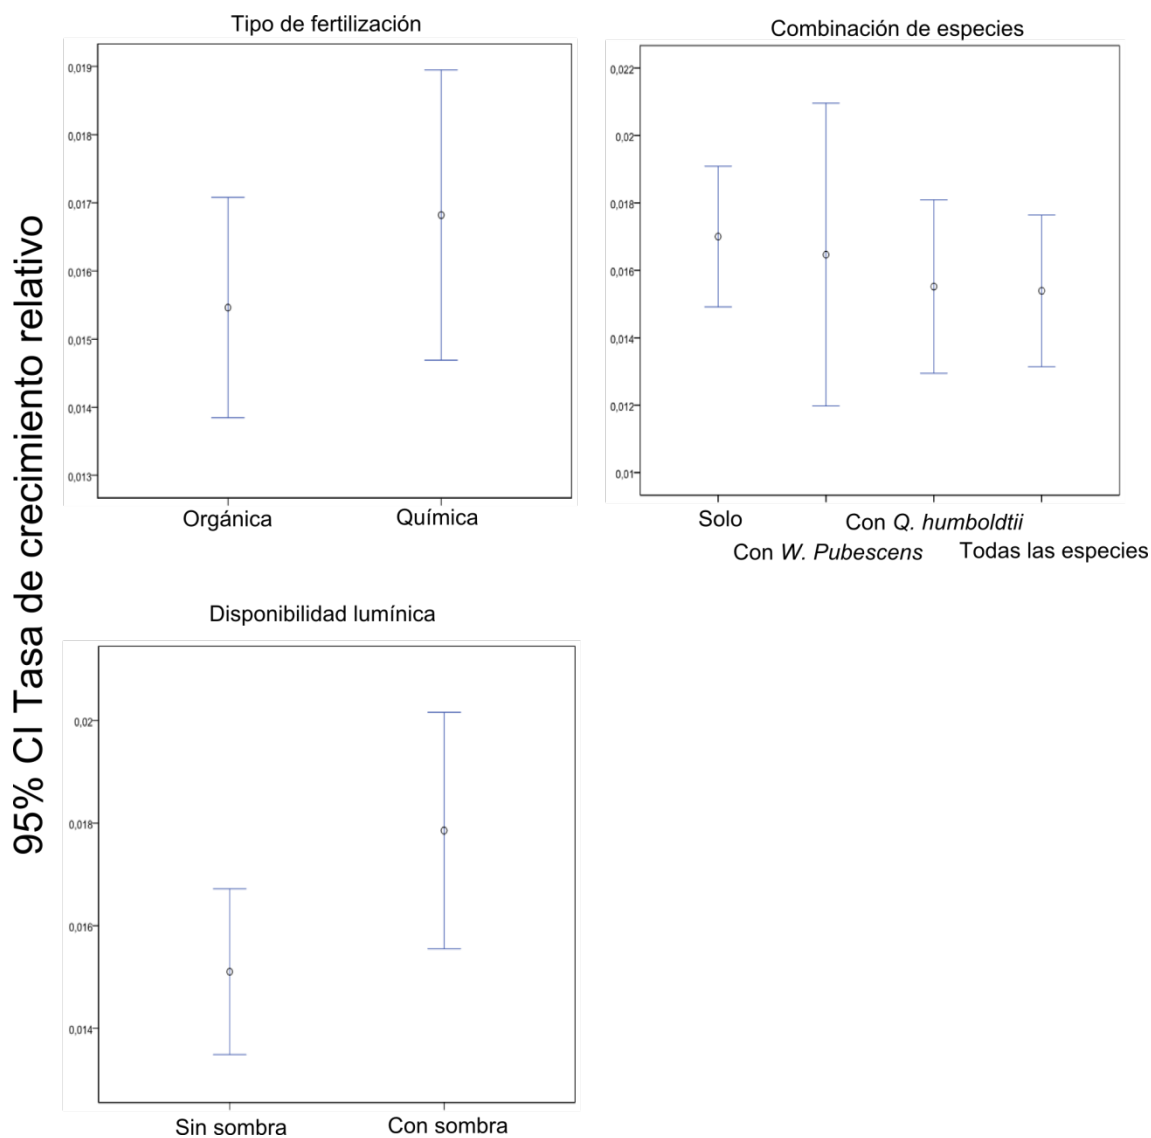 Tipo de fertilización
0,019
0,018
0,017
0,016
0,015
0,014
0,013
Orgánica Química
Combinación de especies
0,022
0,02
0,018
0,016
0,014
0,012
0,01
Solo Con Q. humboldtii
Con W. Pubescens Todas las especies
95% CI Tasa de crecimiento relativo
Disponibilidad lumínica
0,02
0,018
0,016
0,014
Sin sombra Con sombra